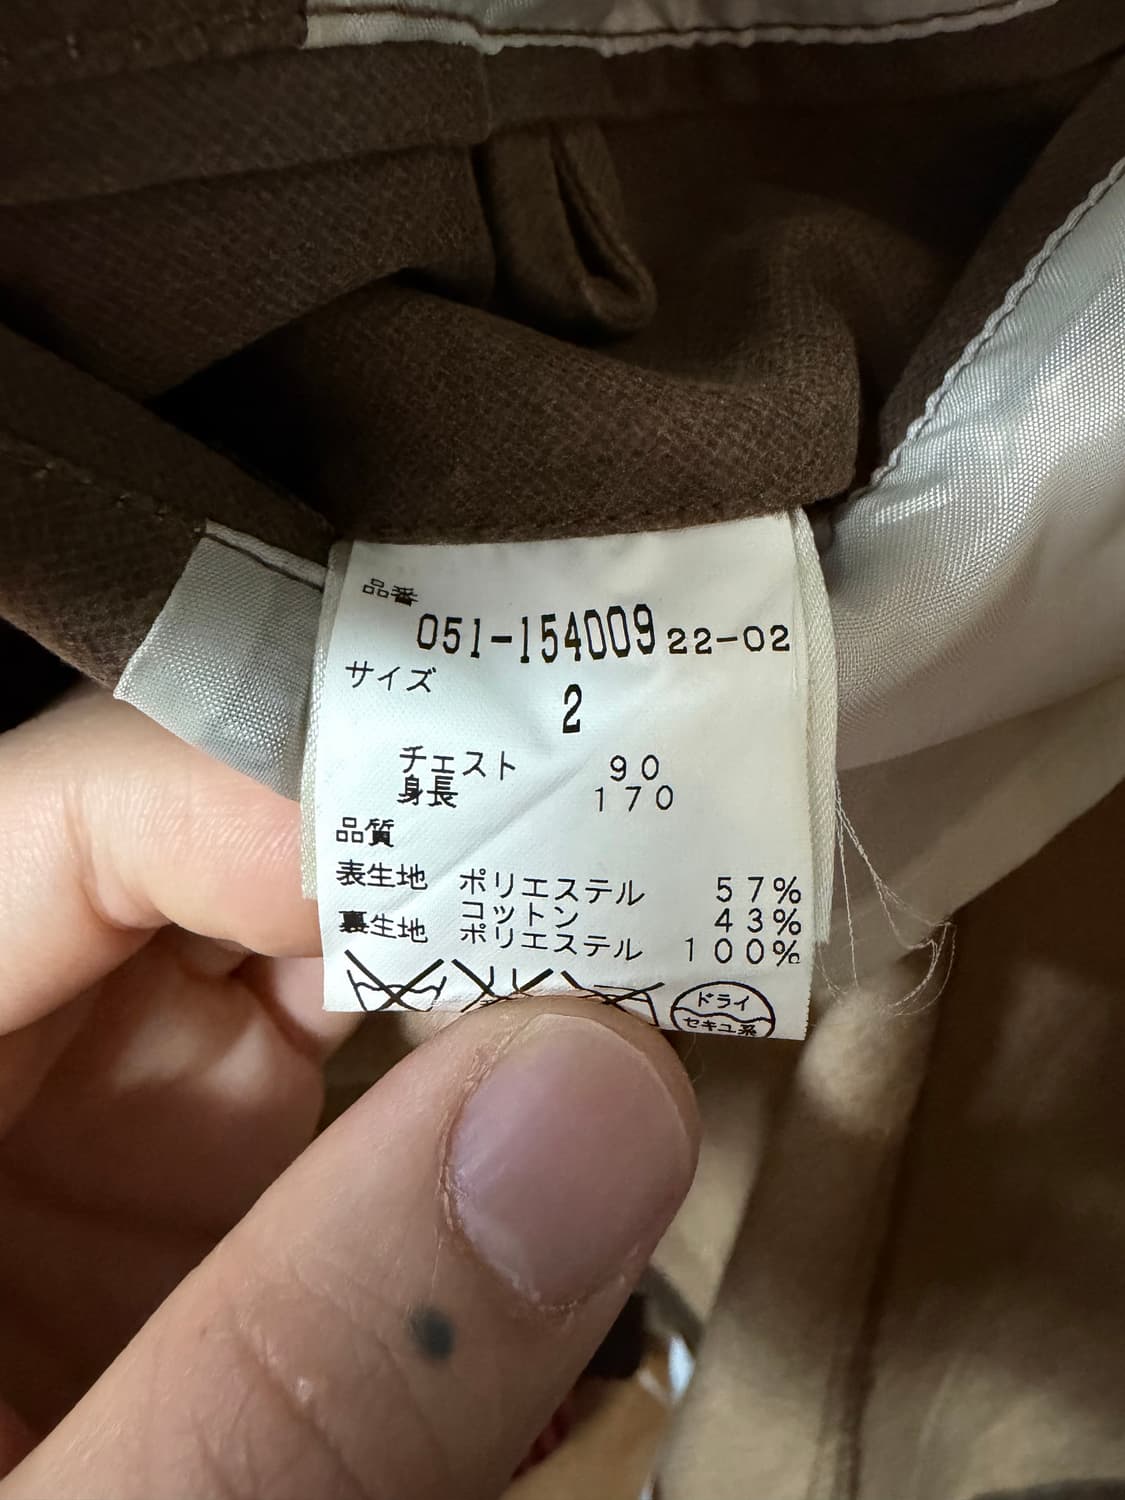 品番
051-154009 22-02
サイズ
2
チェスト 90
身長 170
品質
表生地 ポリエステル 57%
コットン 43%
裏生地 ポリエステル 100%
ドライ
セキユ系